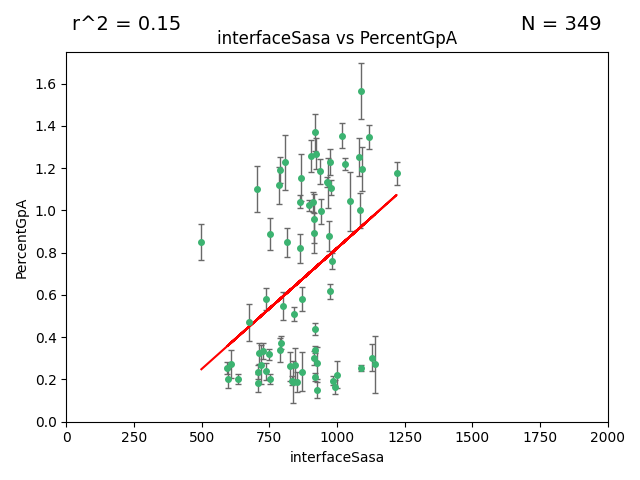 r^2 = 0.15
N = 349
interfaceSasa vs PercentGpA
PercentGpA
1.6
1.4
1.2
1.0
0.8
0.6
0.4
0.2
0.0
0 250 500 750 1000 1250 1500 1750 2000
interfaceSasa